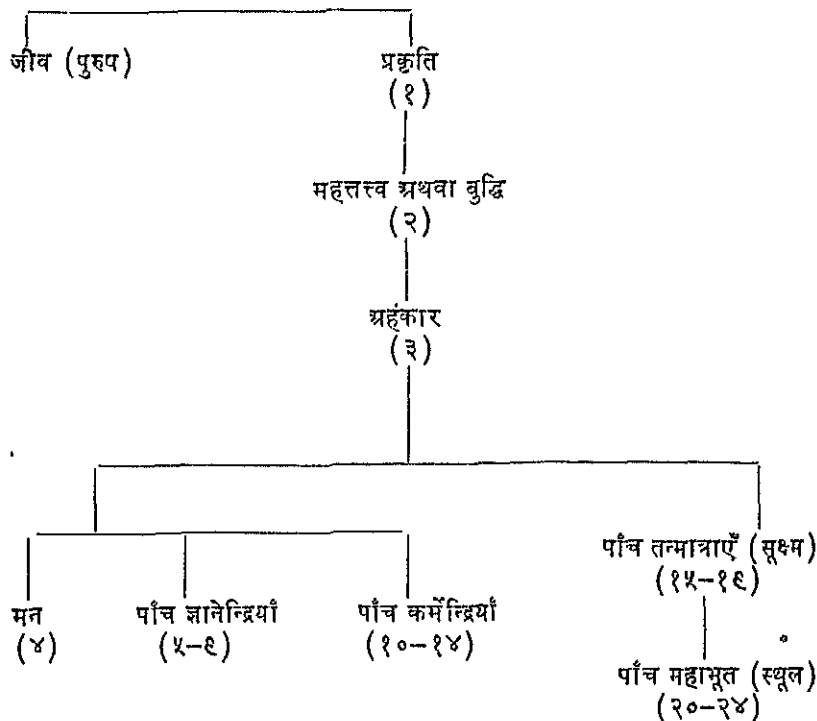 जीव (पुरुष)
प्रकृति
(१)
महत्तत्त्व अथवा बुद्धि
(२)
अहंकार
(३)
मन
(४)
पाँच ज्ञानेन्द्रियाँ
(५-९)
पाँच कर्मेन्द्रियाँ
(१०-१४)
पाँच तन्मात्राएँ (सूक्ष्म)
(१५-१९)
पाँच महाभूत (स्थूल)
(२०-२४)